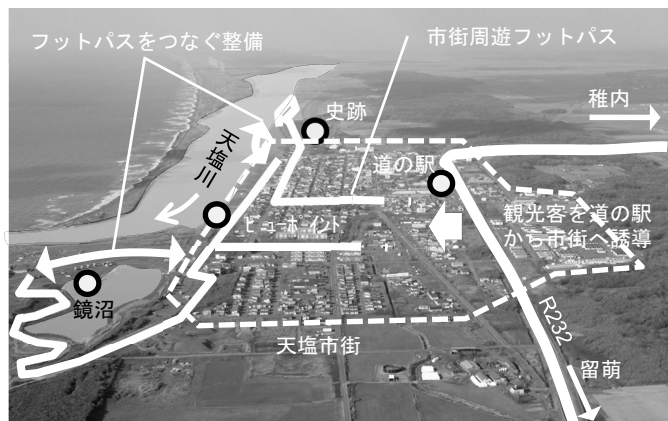 フットパスをつなぐ整備
市街周遊フットパス
史跡
稚内
天塩川
道の駅
観光客を道の駅
から市街へ誘導
ビューポイント
鏡沼
R232
天塩市街
留萌